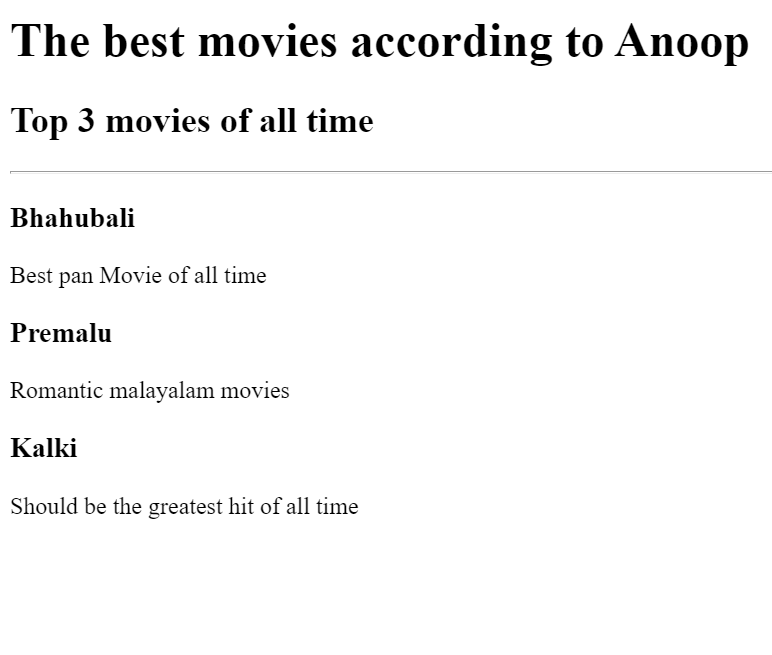 The best movies according to Anoop
Top 3 movies of all time
Bhahubali
Best pan Movie of all time
Premalu
Romantic malayalam movies
Kalki
Should be the greatest hit of all time